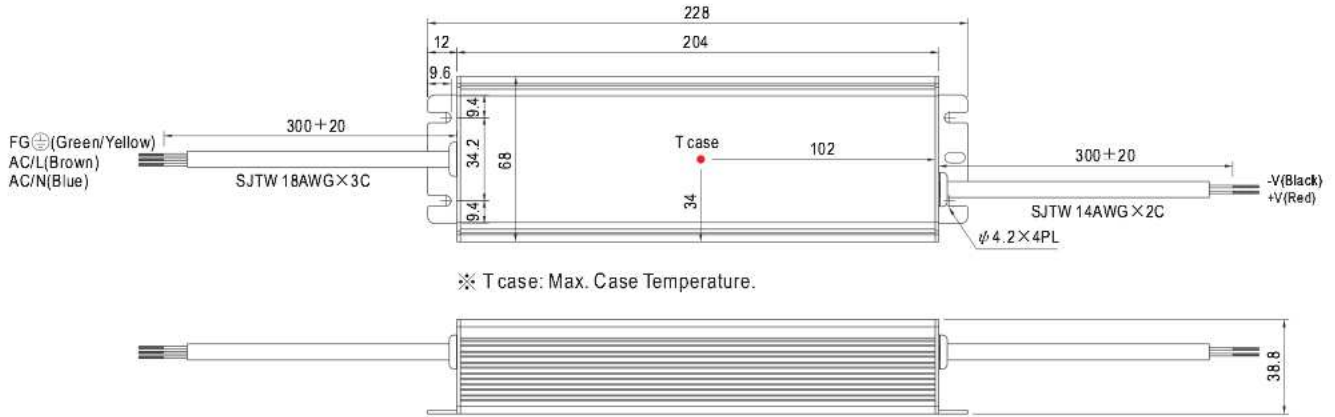 228
12
204
9.6
9.4
300+20
FG⏚(Green/Yellow)
AC/L(Brown)
AC/N(Blue)
SJTW 18AWG×3C
34.2
68
T case
102
300+20
-V(Black)
+V(Red)
SJTW 14AWG×2C
34
9.4
ψ4.2×4PL
※ T case: Max. Case Temperature.
38.8